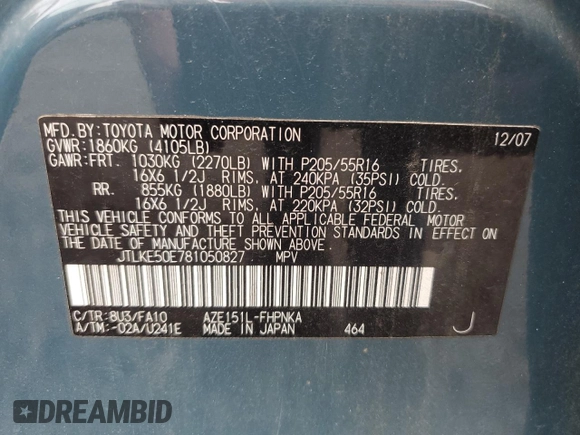 MFD.BY:TOYOTA MOTOR CORPORATION 12/07
GVWR:1860KG (4105LB)
GAWR:FRT. 1030KG (2270LB) WITH P205/55R16 TIRES.
16X6 1/2J RIMS. AT 240KPA (35PSI) COLD.
RR. 855KG (1880LB) WITH P205/55R16 TIRES.
16X6 1/2J RIMS. AT 220KPA (32PSI) COLD.
THIS VEHICLE CONFORMS TO ALL APPLICABLE FEDERAL MOTOR
VEHICLE SAFETY AND THEFT PREVENTION STANDARDS IN EFFECT ON
THE DATE OF MANUFACTURE SHOWN ABOVE.
JTLKE50E781050827 MPV
C/TR:8U3/FA10 AZE151L-FHPNKA
A/TM:-02A/U241E MADE IN JAPAN 464 J
DREAMBID